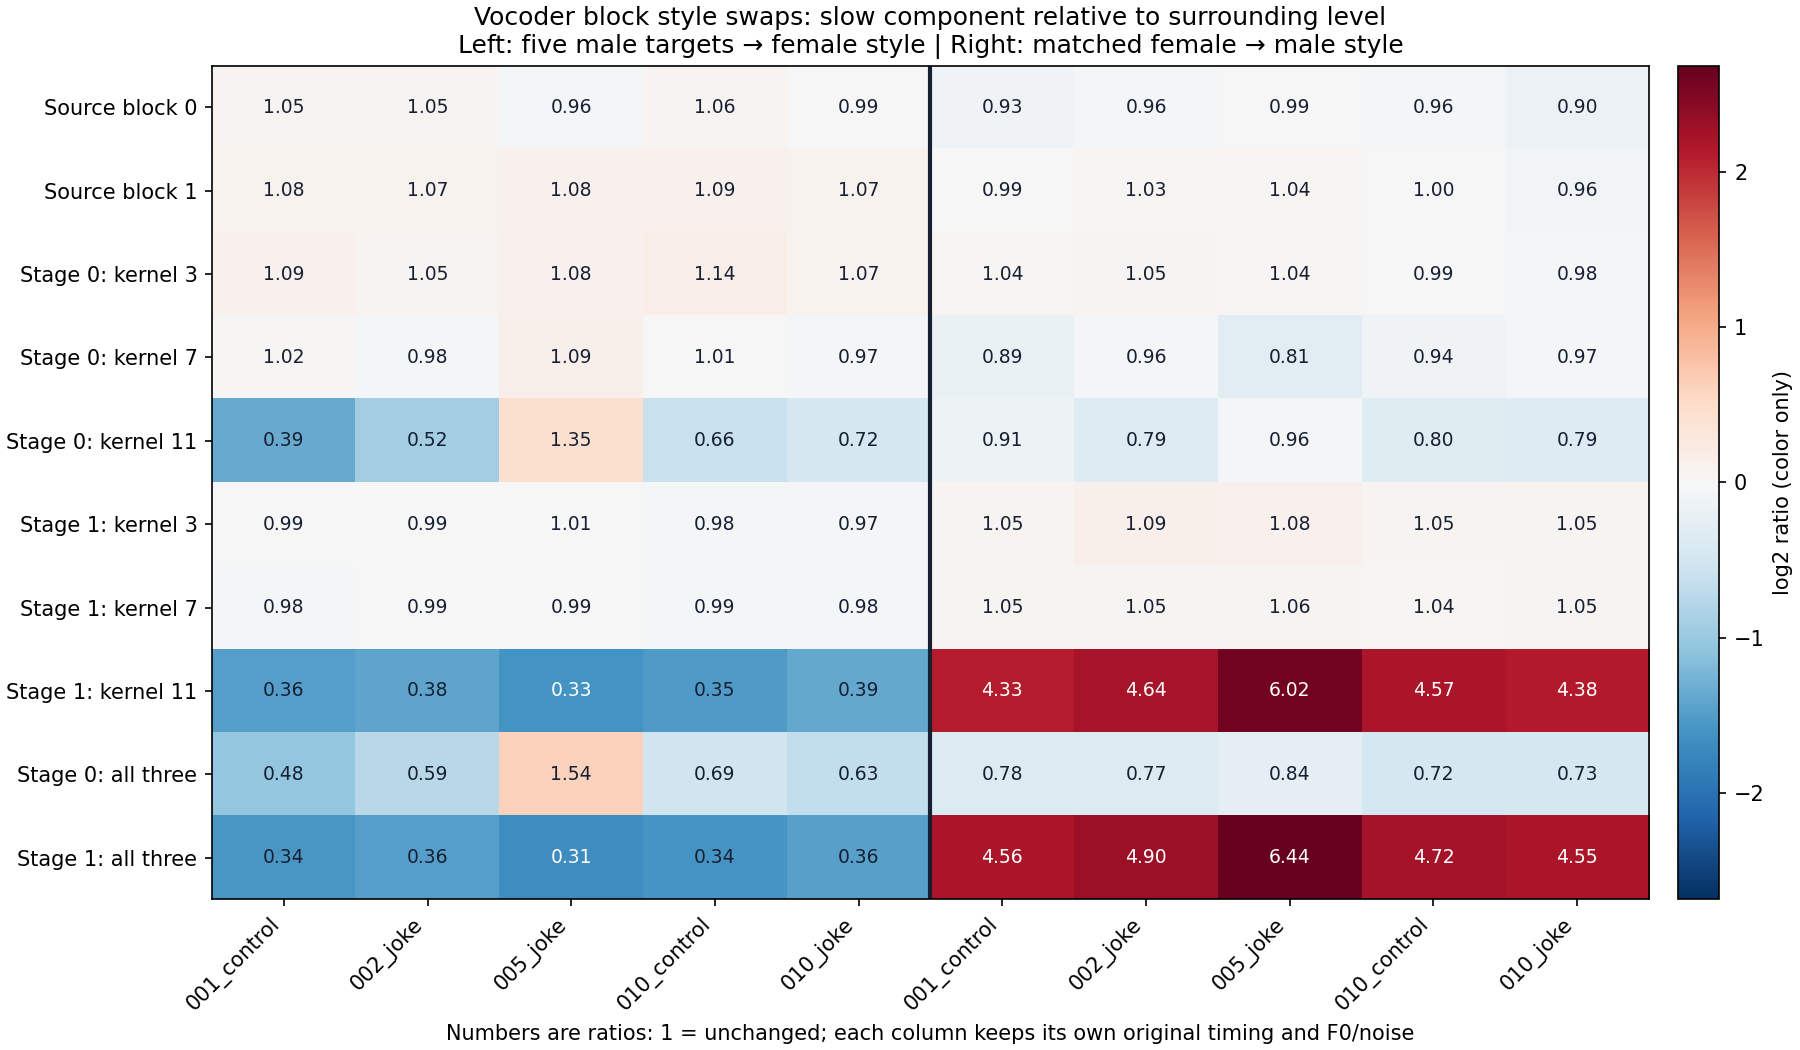 Vocoder block style swaps: slow component relative to surrounding level
Left: five male targets → female style | Right: matched female → male style
Source block 0 1.05 1.05 0.96 1.06 0.99 0.93 0.96 0.99 0.96 0.90
Source block 1 1.08 1.07 1.08 1.09 1.07 0.99 1.03 1.04 1.00 0.96
Stage 0: kernel 3 1.09 1.05 1.08 1.14 1.07 1.04 1.05 1.04 0.99 0.98
Stage 0: kernel 7 1.02 0.98 1.09 1.01 0.97 0.89 0.96 0.81 0.94 0.97
Stage 0: kernel 11 0.39 0.52 1.35 0.66 0.72 0.91 0.79 0.96 0.80 0.79
Stage 1: kernel 3 0.99 0.99 1.01 0.98 0.97 1.05 1.09 1.08 1.05 1.05
Stage 1: kernel 7 0.98 0.99 0.99 0.99 0.98 1.05 1.05 1.06 1.04 1.05
Stage 1: kernel 11 0.36 0.38 0.33 0.35 0.39 4.33 4.64 6.02 4.57 4.38
Stage 0: all three 0.48 0.59 1.54 0.69 0.63 0.78 0.77 0.84 0.72 0.73
Stage 1: all three 0.34 0.36 0.31 0.34 0.36 4.56 4.90 6.44 4.72 4.55
001_control 002_joke 005_joke 010_control 010_joke 001_control 002_joke 005_joke 010_control 010_joke
Numbers are ratios: 1 = unchanged; each column keeps its own original timing and F0/noise
2
1
0
−1
−2
log2 ratio (color only)